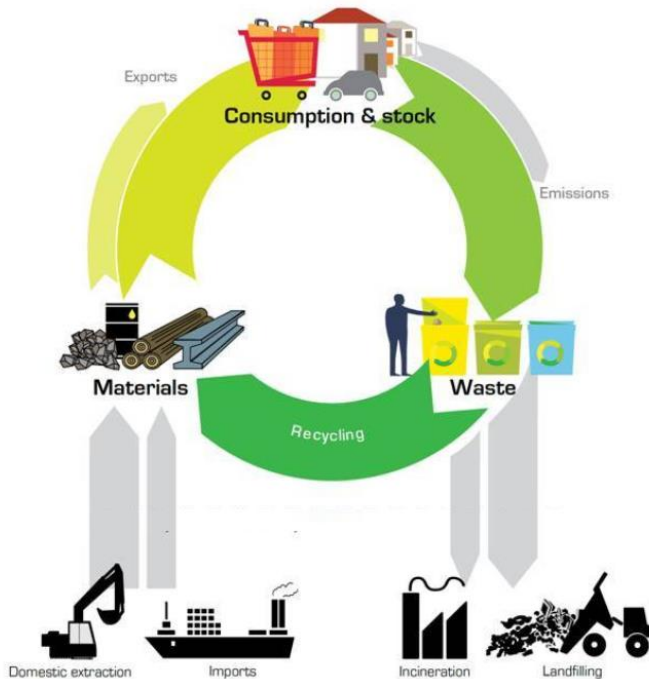 Exports
Consumption & stock
Emissions
Materials
Waste
Recycling
Domestic extraction
Imports
Incineration
Landfilling